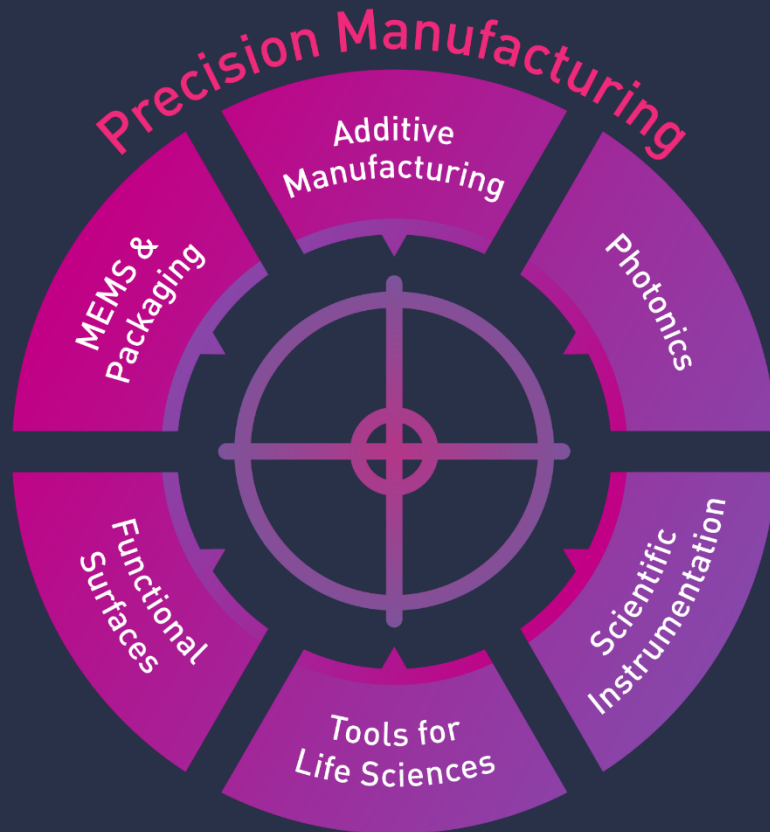 Precision Manufacturing
Additive
Manufacturing
Photonics
Scientific
Instrumentation
Tools for
Life Sciences
Functional
Surfaces
MEMS &
Packaging